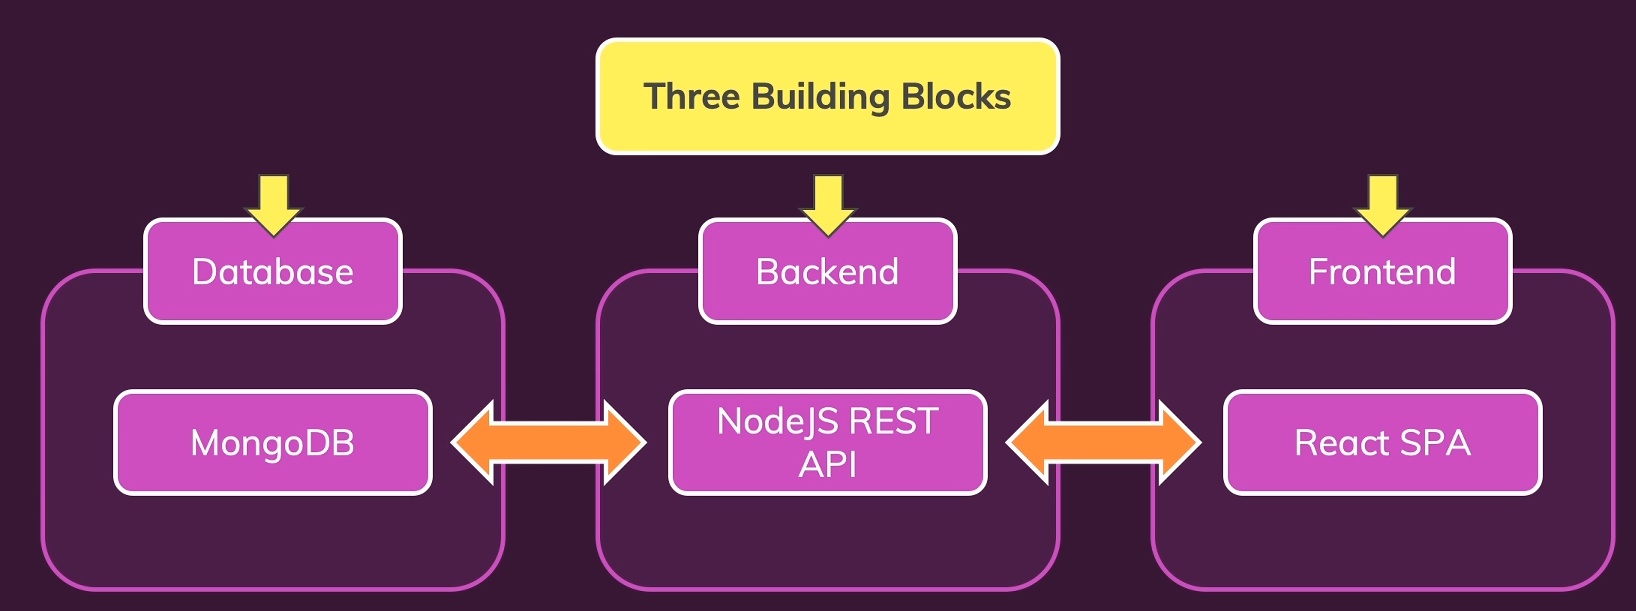 Three Building Blocks
Database
Backend
Frontend
MongoDB
NodeJS REST
API
React SPA